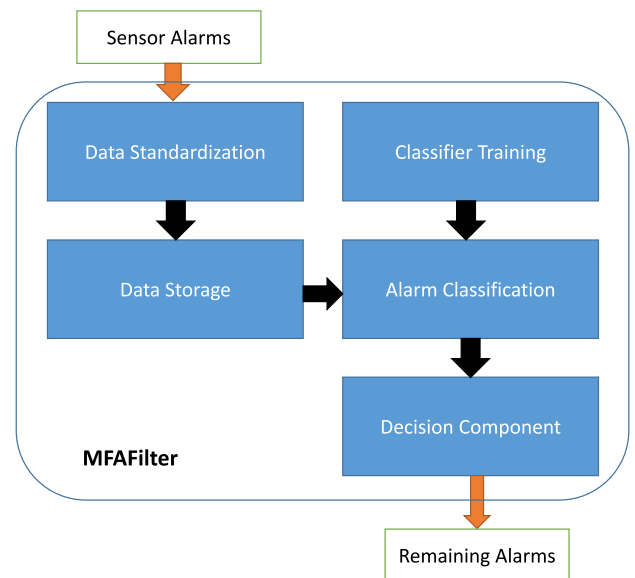 Sensor Alarms
Data Standardization
Classifier Training
Data Storage
Alarm Classification
Decision Component
MFAFilter
Remaining Alarms